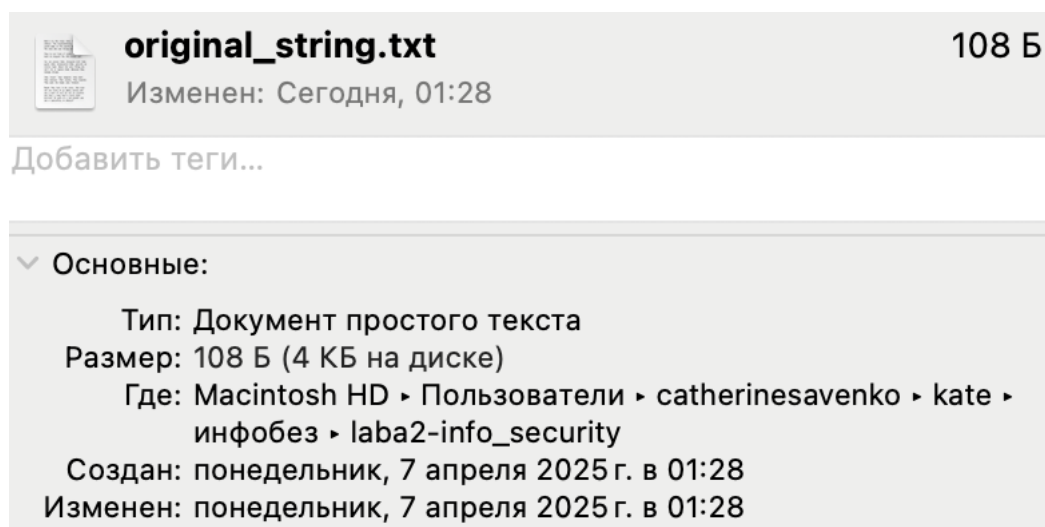 original_string.txt 108 Б
Изменен: Сегодня, 01:28
Добавить теги...
Основные:
Тип: Документ простого текста
Размер: 108 Б (4 КБ на диске)
Где: Macintosh HD ▸ Пользователи ▸ catherinesavenko ▸ kate ▸
инфобез ▸ laba2-info_security
Создан: понедельник, 7 апреля 2025 г. в 01:28
Изменен: понедельник, 7 апреля 2025 г. в 01:28